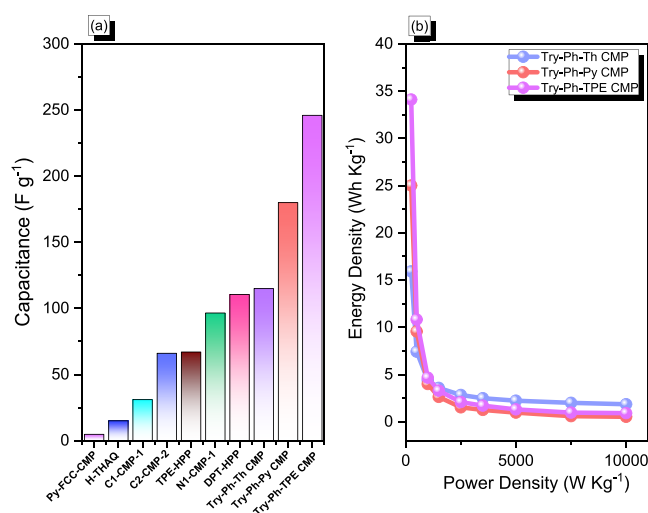 (a)
300
250
200
150
100
50
0
Capacitance (F g⁻¹)
Py-FCC-CMP
H-THAQ
C1-CMP-1
C2-CMP-2
TPE-HPP
N1-CMP-1
DPT-HPP
Try-Ph-Th CMP
Try-Ph-Py CMP
Try-Ph-TPE CMP
(b)
40
35
30
25
20
15
10
5
0
Energy Density (Wh Kg⁻¹)
Try-Ph-Th CMP
Try-Ph-Py CMP
Try-Ph-TPE CMP
0
5000
10000
Power Density (W Kg⁻¹)